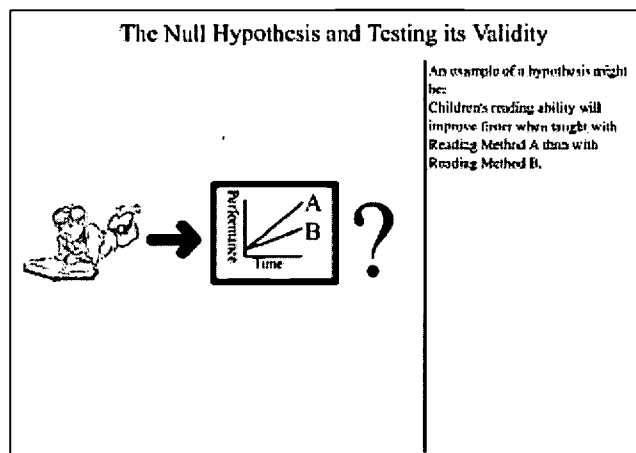 The Null Hypothesis and Testing its Validity
An example of a hypothesis might
be:
Children's reading ability will
improve faster when taught with
Reading Method A than with
Reading Method B.
Performance
A
B
Time
?